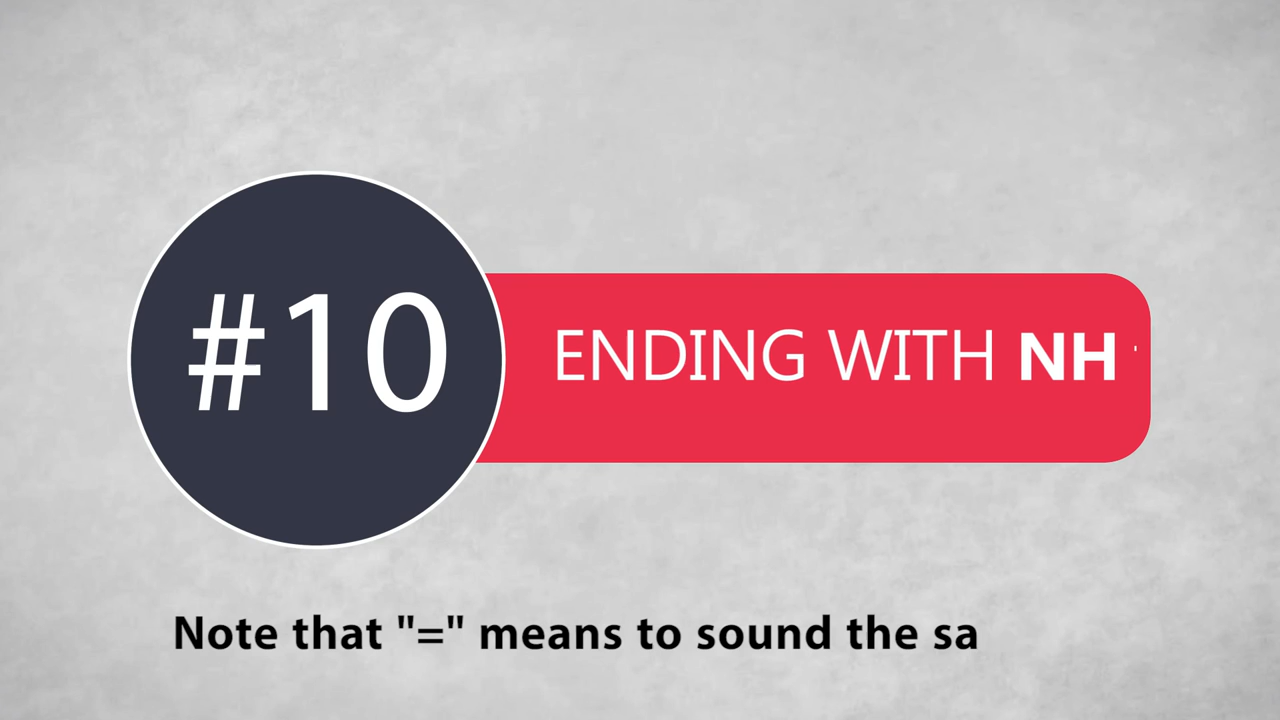 #10
ENDING WITH NH
Note that "=" means to sound the sa